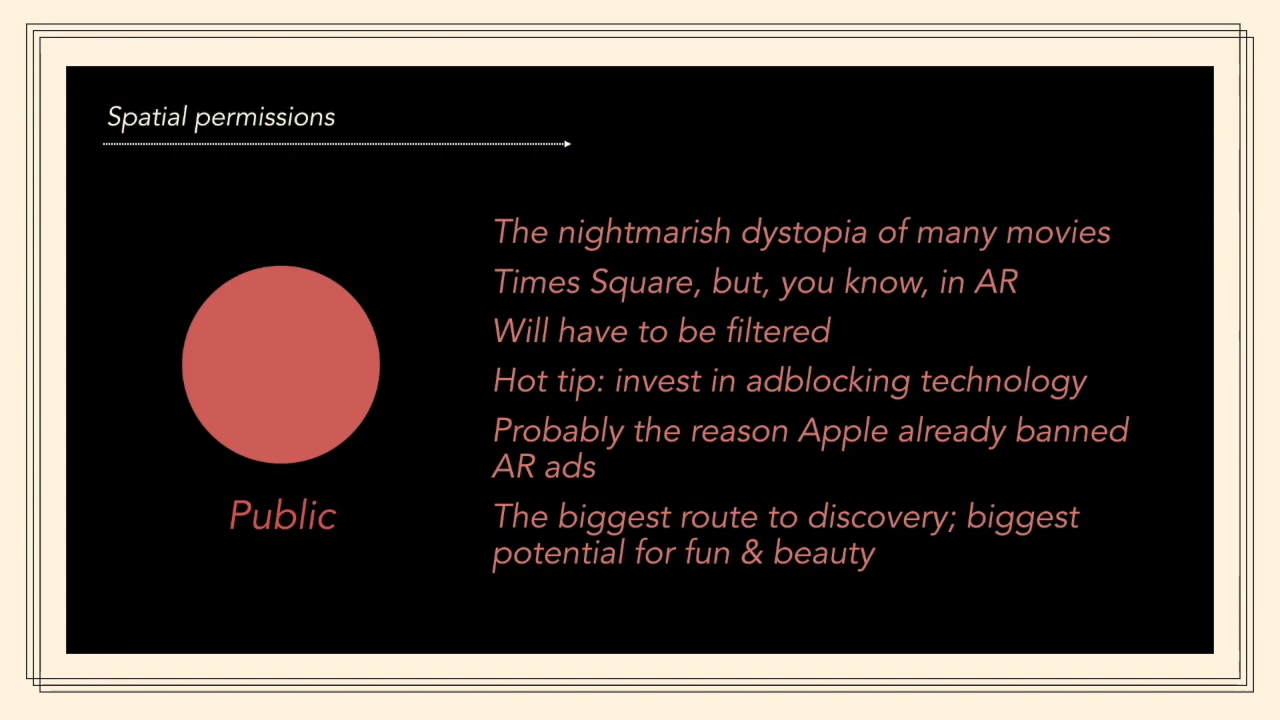 Spatial permissions
The nightmarish dystopia of many movies
Times Square, but, you know, in AR
Will have to be filtered
Hot tip: invest in adblocking technology
Probably the reason Apple already banned
AR ads
The biggest route to discovery; biggest
potential for fun & beauty
Public